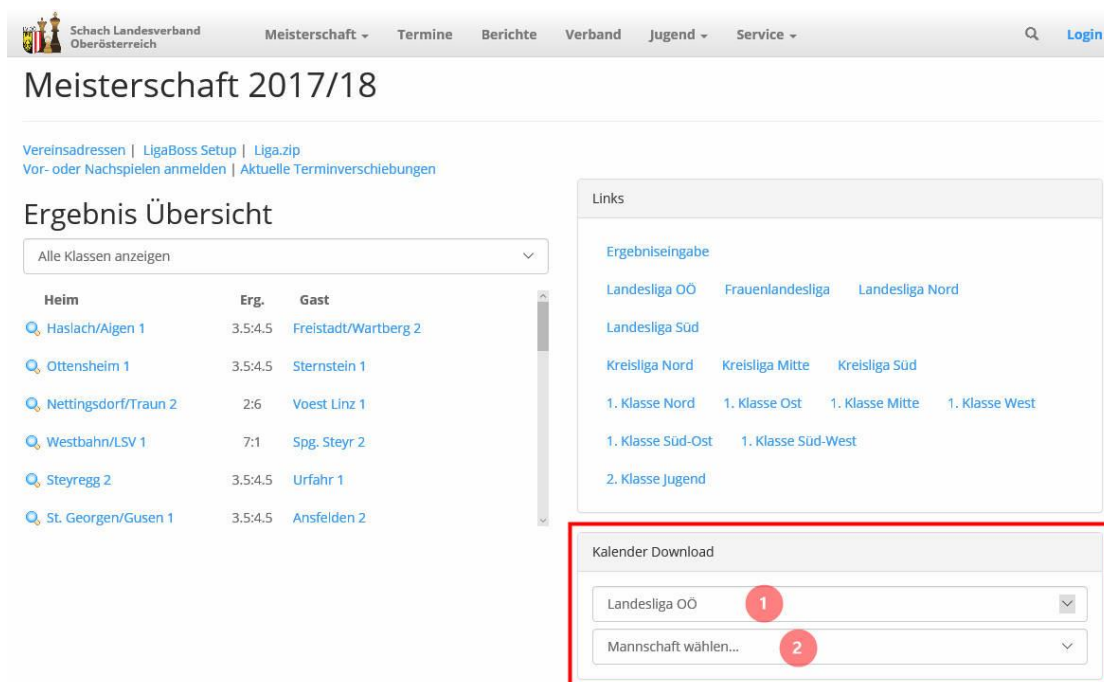 Schach Landesverband
Oberösterreich
Meisterschaft Termine Berichte Verband Jugend Service Login
Meisterschaft 2017/18
Vereinsadressen | LigaBoss Setup | Liga.zip
Vor- oder Nachspielen anmelden | Aktuelle Terminverschiebungen
Ergebnis Übersicht
Alle Klassen anzeigen
Heim Erg. Gast
Haslach/Aigen 1 3.5:4.5 Freistadt/Wartberg 2
Ottensheim 1 3.5:4.5 Sternstein 1
Nettingsdorf/Traun 2 2:6 Voest Linz 1
Westbahn/LSV 1 7:1 Spg. Steyr 2
Steyregg 2 3.5:4.5 Urfahr 1
St. Georgen/Gusen 1 3.5:4.5 Ansfelden 2
Links
Ergebniseingabe
Landesliga OÖ Frauenlandesliga Landesliga Nord
Landesliga Süd
Kreisliga Nord Kreisliga Mitte Kreisliga Süd
1. Klasse Nord 1. Klasse Ost 1. Klasse Mitte 1. Klasse West
1. Klasse Süd-Ost 1. Klasse Süd-West
2. Klasse Jugend
Kalender Download
Landesliga OÖ 1
Mannschaft wählen... 2